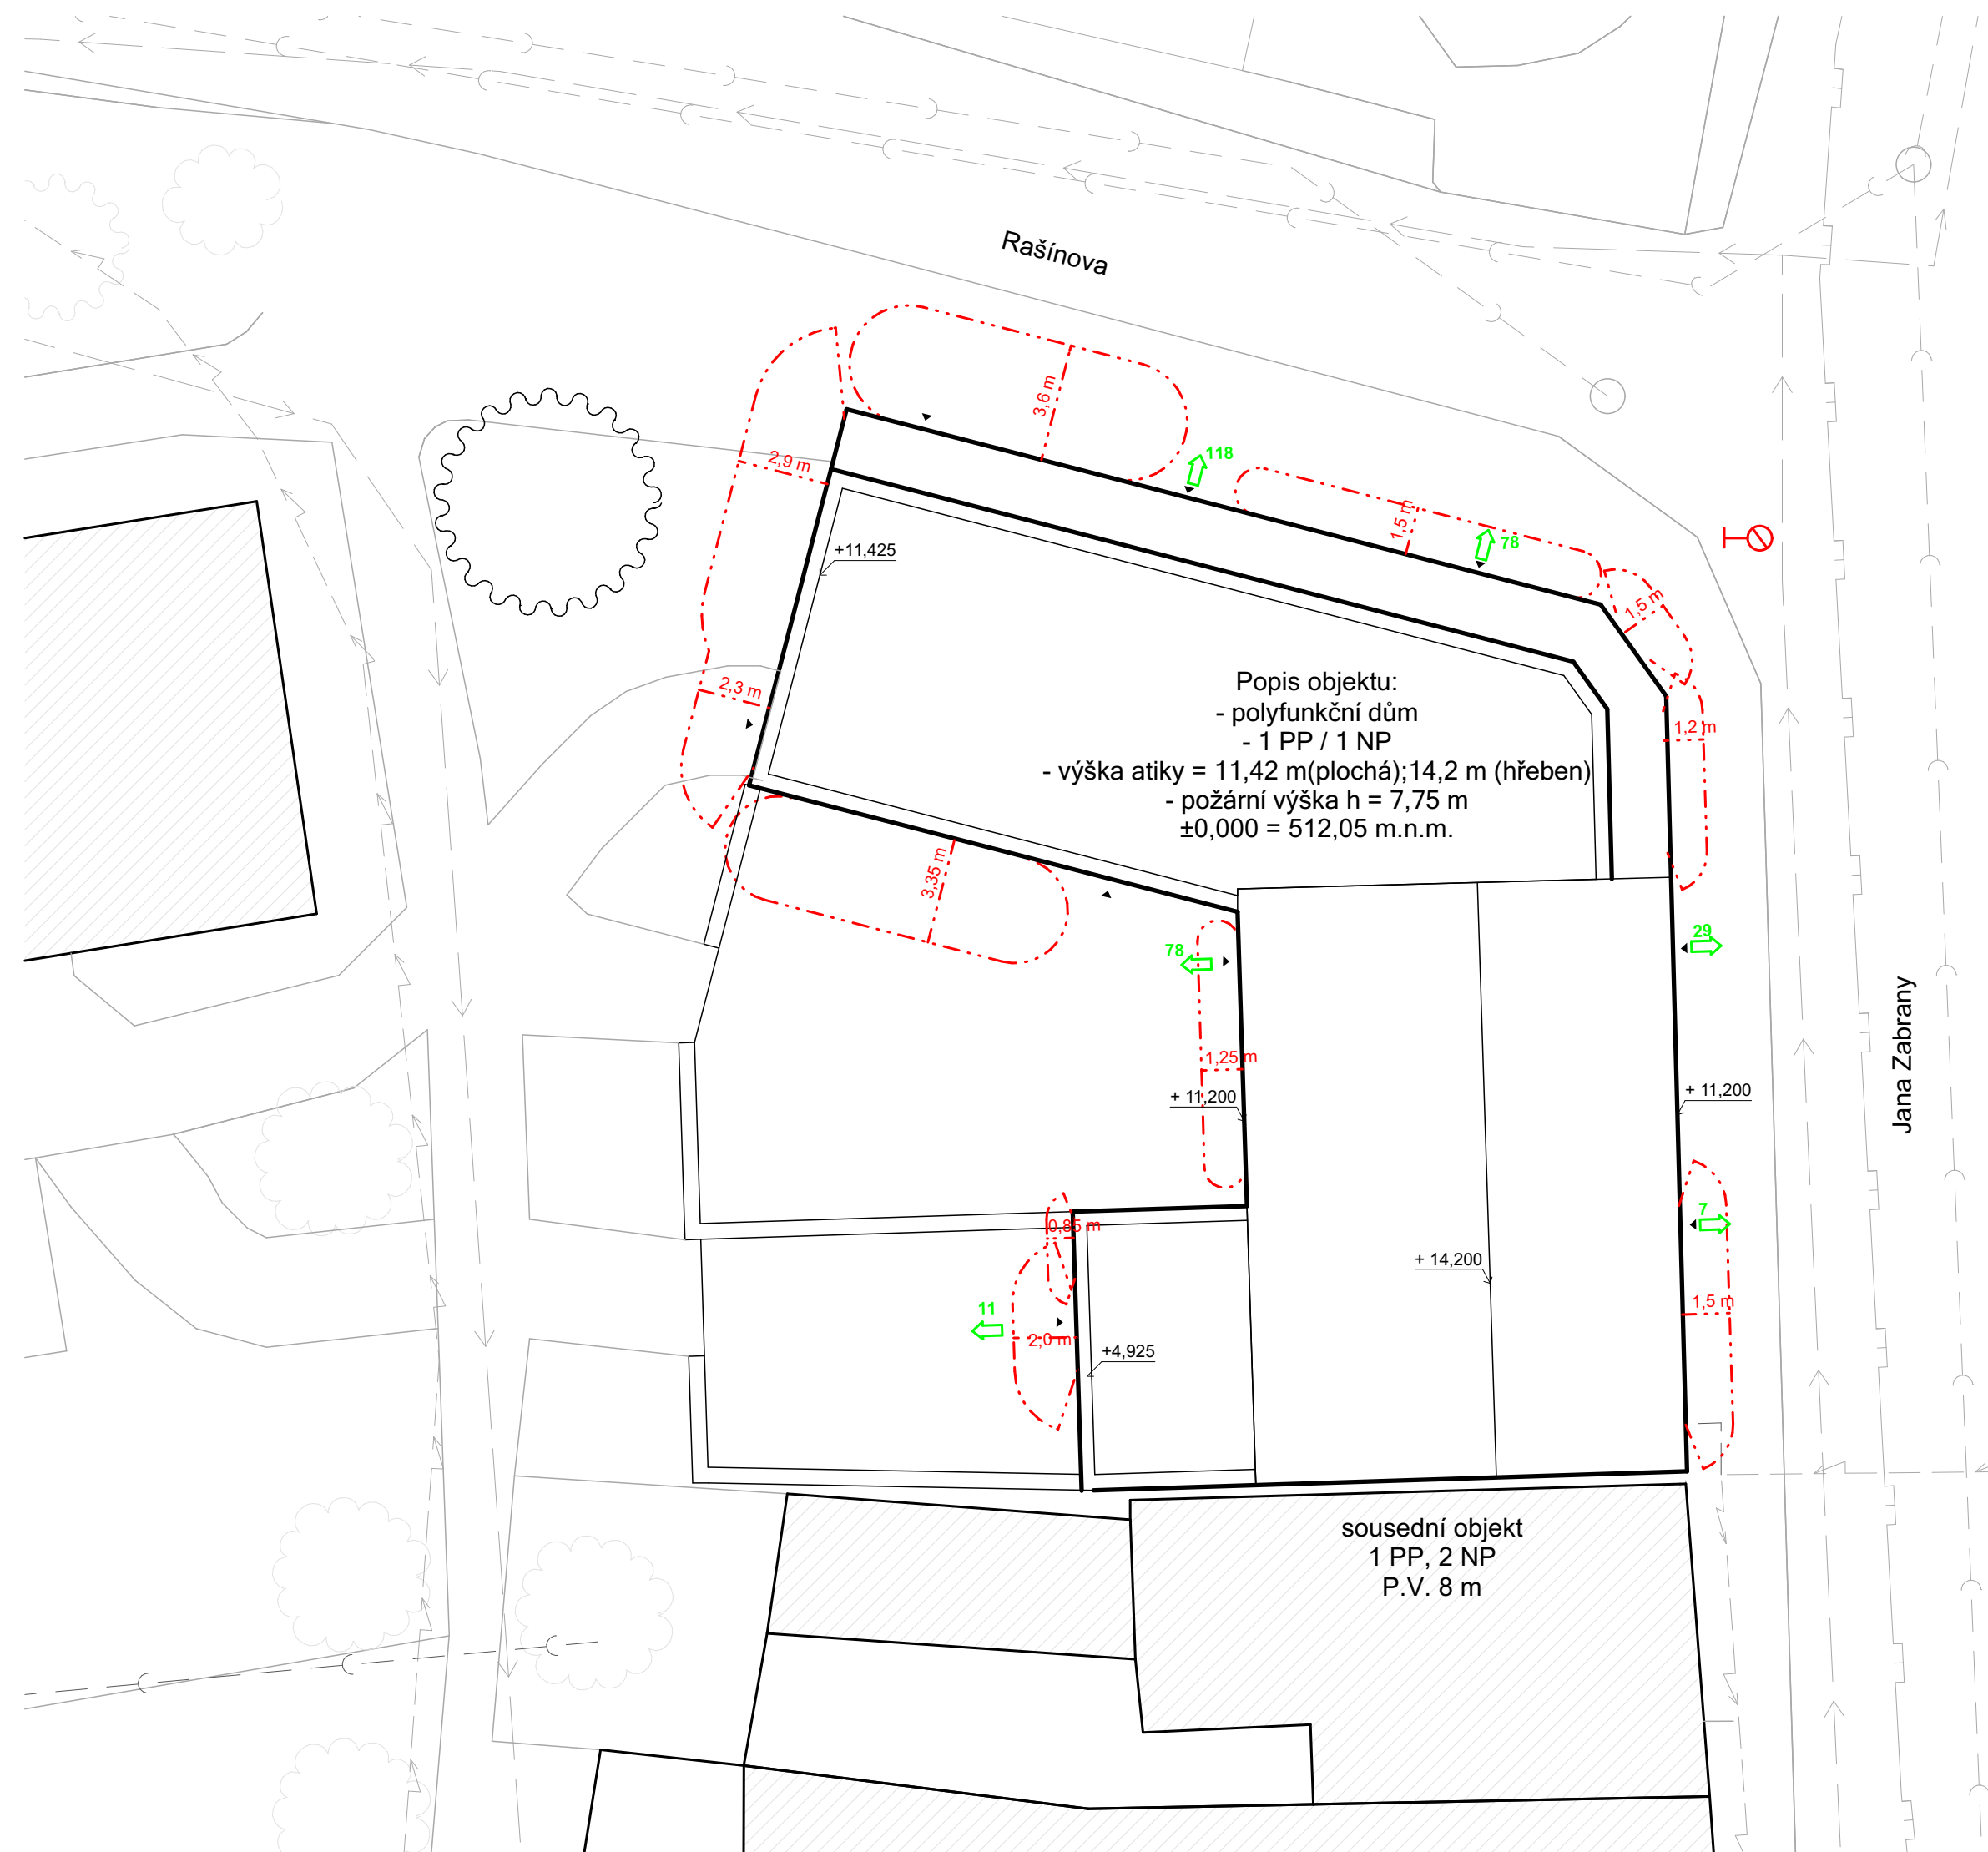 Rašínova
3,6 m
118
2,9 m
1,5 m
78
+11,425
1,5 m
Popis objektu:
- polyfunkční dům
- 1 PP / 1 NP
- výška atiky = 11,42 m(plochá);14,2 m (hřeben)
- požární výška h = 7,75 m
±0,000 = 512,05 m.n.m.
2,3 m
1,2 m
3,35 m
78
29
1,25 m
+ 11,200
+ 11,200
Jana Zabrany
0,85 m
7
+ 14,200
11
2,0 m
1,5 m
+4,925
sousední objekt
1 PP, 2 NP
P.V. 8 m